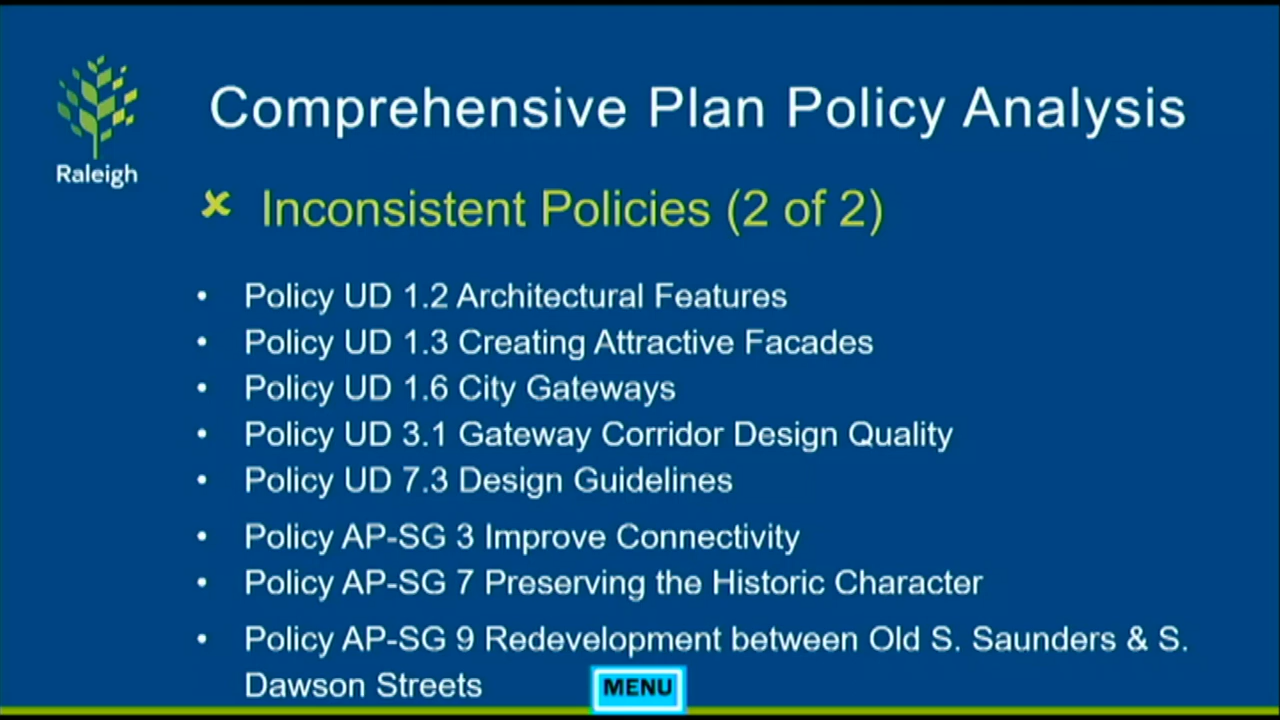 Comprehensive Plan Policy Analysis
Raleigh
✘ Inconsistent Policies (2 of 2)
• Policy UD 1.2 Architectural Features
• Policy UD 1.3 Creating Attractive Facades
• Policy UD 1.6 City Gateways
• Policy UD 3.1 Gateway Corridor Design Quality
• Policy UD 7.3 Design Guidelines
• Policy AP-SG 3 Improve Connectivity
• Policy AP-SG 7 Preserving the Historic Character
• Policy AP-SG 9 Redevelopment between Old S. Saunders & S.
Dawson Streets
MENU